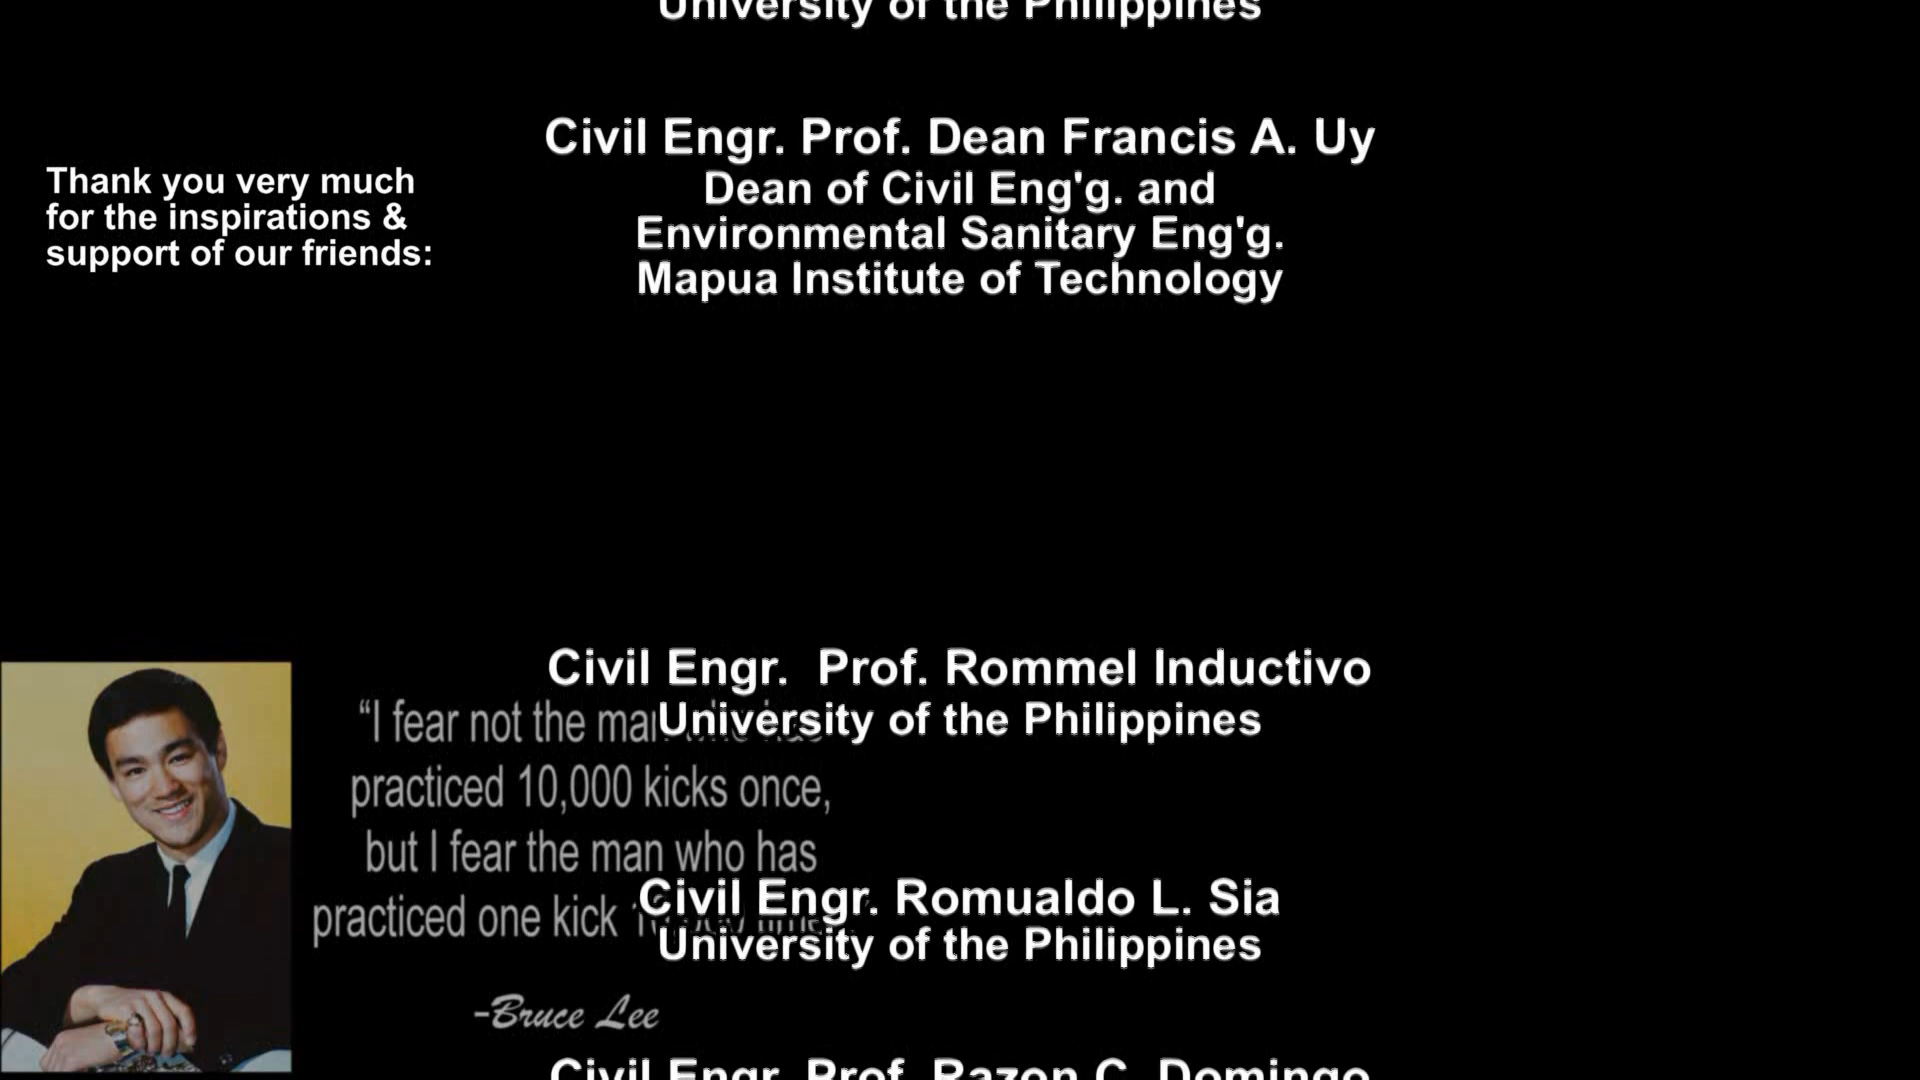 University of the Philippines
Civil Engr. Prof. Dean Francis A. Uy
Dean of Civil Eng'g. and
Environmental Sanitary Eng'g.
Mapua Institute of Technology
Thank you very much
for the inspirations &
support of our friends:
Civil Engr. Prof. Rommel Inductivo
University of the Philippines
Civil Engr. Romualdo L. Sia
University of the Philippines
Civil Engr. Prof. Razon C. Domingo
“I fear not the man
practiced 10,000 kicks once,
but I fear the man who has
practiced one kick
-Bruce Lee